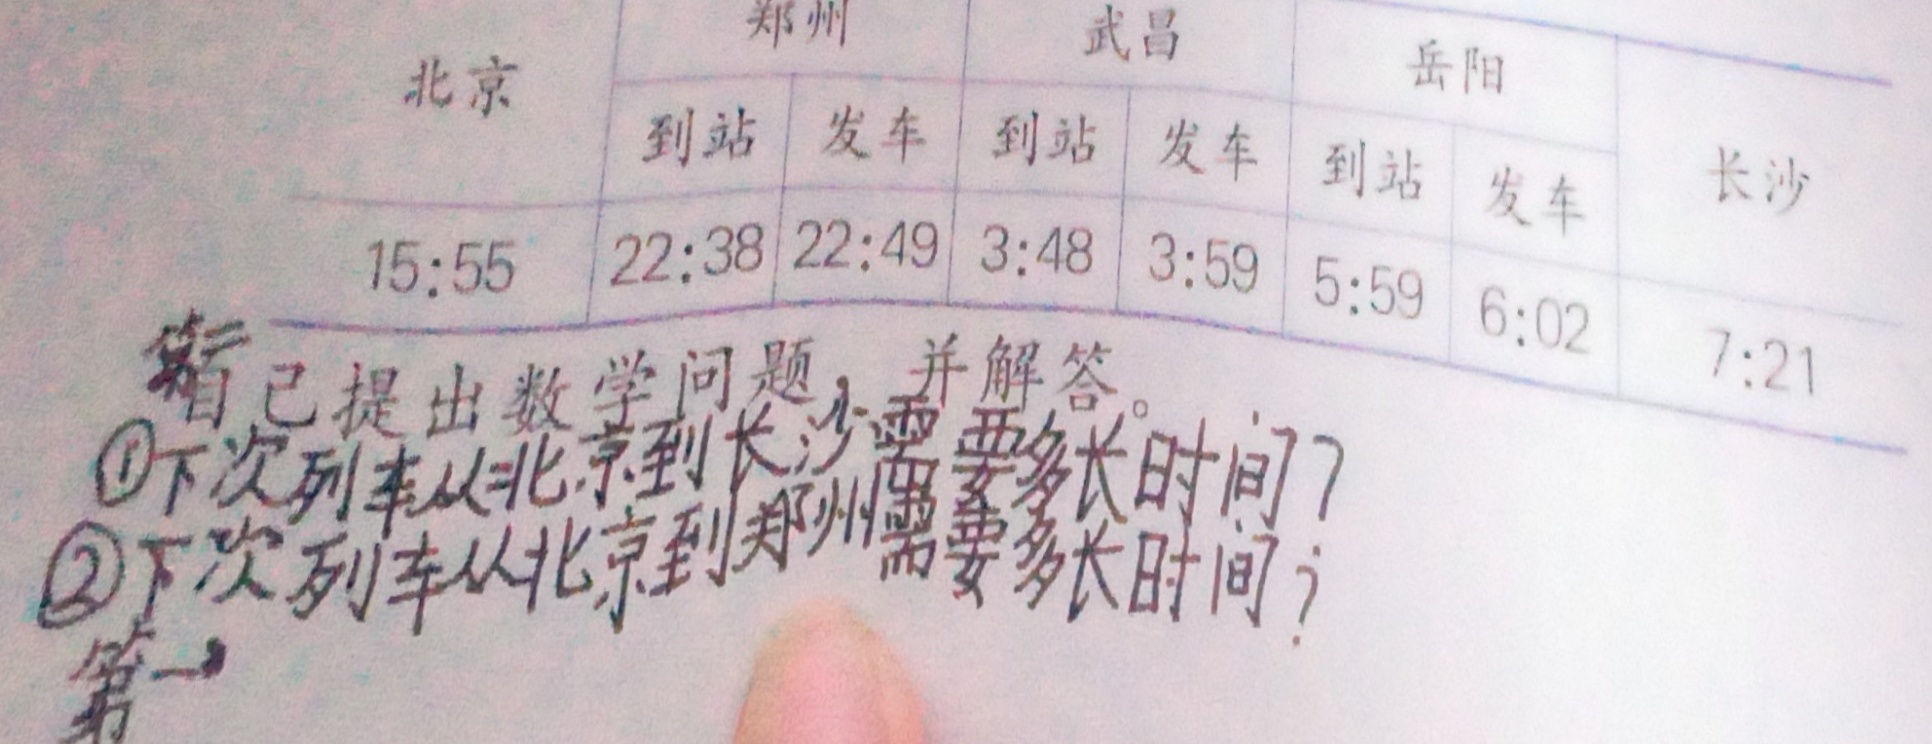 北京 郑州 武昌 岳阳 长沙
到站 发车 到站 发车 到站 发车
15:55 22:38 22:49 3:48 3:59 5:59 6:02 7:21
自己提出数学问题，并解答。
①下次列车从北京到长沙需要多长时间？
②下次列车从北京到郑州需要多长时间？
第一